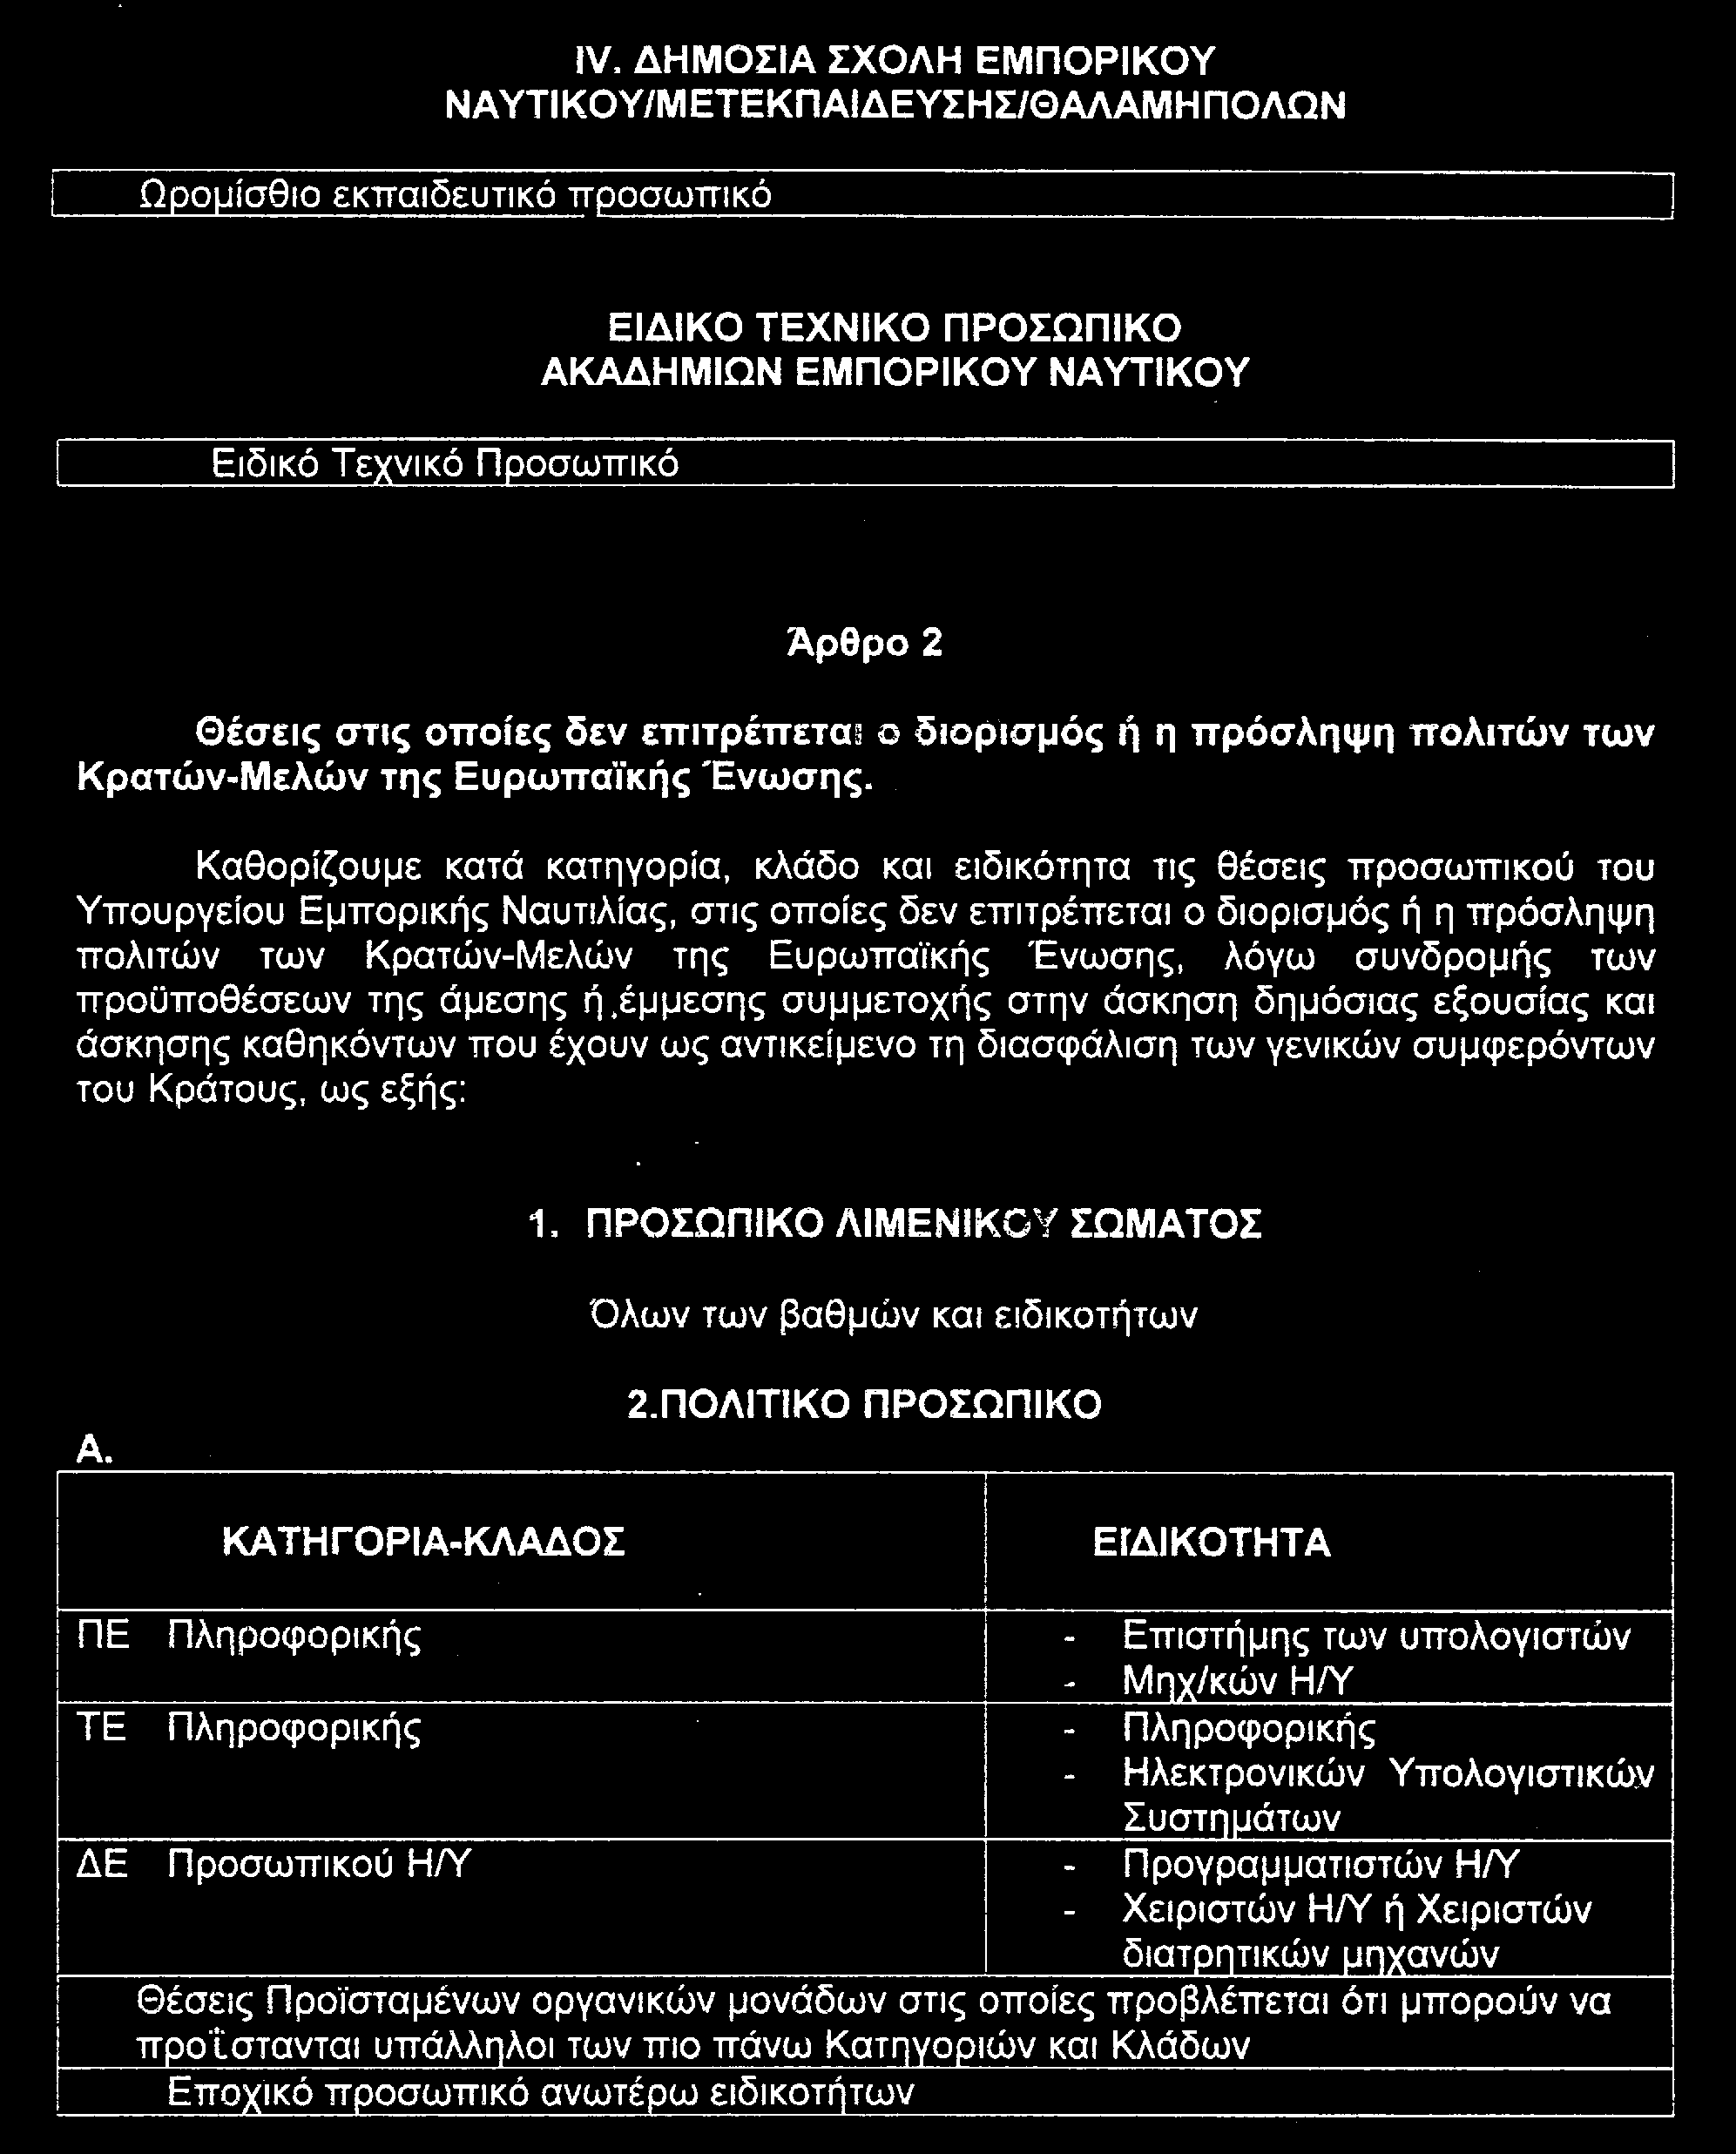 IV. ΔΗΜΟΣΙΑ ΣΧΟΛΗ ΕΜΠΟΡΙΚΟΥ
ΝΑΥΤΙΚΟΥ/ΜΕΤΕΚΠΑΙΔΕΥΣΗΣ/ΘΑΛΑΜΗΠΟΛΩΝ
Ωρομίσθιο εκπαιδευτικό προσωπικό
ΕΙΔΙΚΟ ΤΕΧΝΙΚΟ ΠΡΟΣΩΠΙΚΟ
ΑΚΑΔΗΜΙΩΝ ΕΜΠΟΡΙΚΟΥ ΝΑΥΤΙΚΟΥ
Ειδικό Τεχνικό Προσωπικό
Άρθρο 2
Θέσεις στις οποίες δεν επιτρέπεται ο διορισμός ή η πρόσληψη πολιτών των
Κρατών-Μελών της Ευρωπαϊκής Ένωσης.
Καθορίζουμε κατά κατηγορία, κλάδο και ειδικότητα τις θέσεις προσωπικού του
Υπουργείου Εμπορικής Ναυτιλίας, στις οποίες δεν επιτρέπεται ο διορισμός ή η πρόσληψη
πολιτών των Κρατών-Μελών της Ευρωπαϊκής Ένωσης, λόγω συνδρομής των
προϋποθέσεων της άμεσης ή έμμεσης συμμετοχής στην άσκηση δημόσιας εξουσίας και
άσκησης καθηκόντων που έχουν ως αντικείμενο τη διασφάλιση των γενικών συμφερόντων
του Κράτους, ως εξής:
1. ΠΡΟΣΩΠΙΚΟ ΛΙΜΕΝΙΚΟΥ ΣΩΜΑΤΟΣ
Όλων των βαθμών και ειδικοτήτων
2.ΠΟΛΙΤΙΚΟ ΠΡΟΣΩΠΙΚΟ
Α.
ΚΑΤΗΓΟΡΙΑ-ΚΛΑΔΟΣ ΕΙΔΙΚΟΤΗΤΑ
ΠΕ Πληροφορικής - Επιστήμης των υπολογιστών
- Μηχ/κών Η/Υ
ΤΕ Πληροφορικής - Πληροφορικής
- Ηλεκτρονικών Υπολογιστικών
Συστημάτων
ΔΕ Προσωπικού Η/Υ - Προγραμματιστών Η/Υ
- Χειριστών Η/Υ ή Χειριστών
διατρητικών μηχανών
Θέσεις Προϊσταμένων οργανικών μονάδων στις οποίες προβλέπεται ότι μπορούν να
προΐστανται υπάλληλοι των πιο πάνω Κατηγοριών και Κλάδων
Εποχικό προσωπικό ανωτέρω ειδικοτήτων